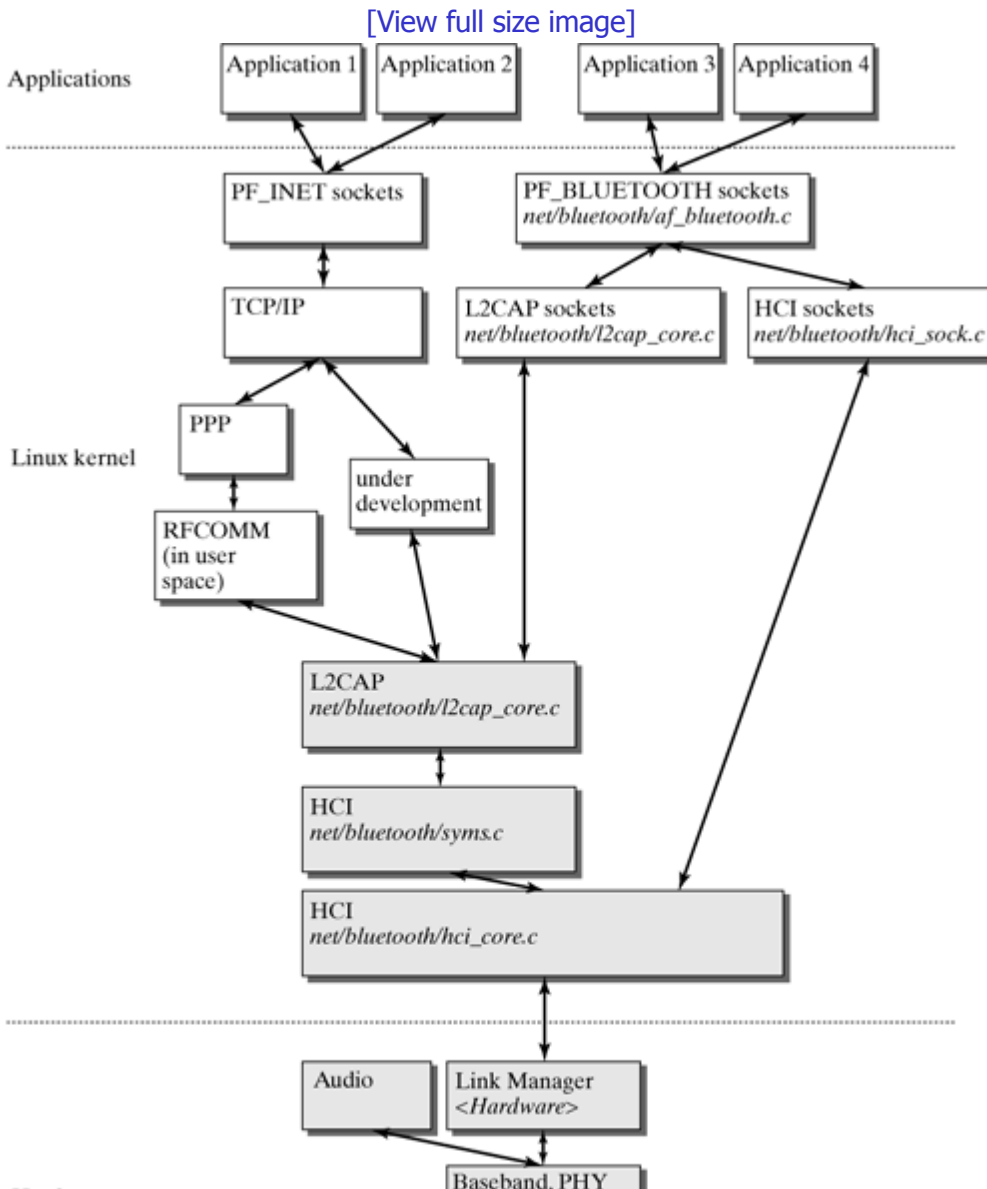 [View full size image]
Applications
Application 1
Application 2
Application 3
Application 4
PF_INET sockets
PF_BLUETOOTH sockets
net/bluetooth/af_bluetooth.c
TCP/IP
L2CAP sockets
net/bluetooth/l2cap_core.c
HCI sockets
net/bluetooth/hci_sock.c
Linux kernel
PPP
under
development
RFCOMM
(in user
space)
L2CAP
net/bluetooth/l2cap_core.c
HCI
net/bluetooth/syms.c
HCI
net/bluetooth/hci_core.c
Audio
Link Manager
<Hardware>
Baseband, PHY